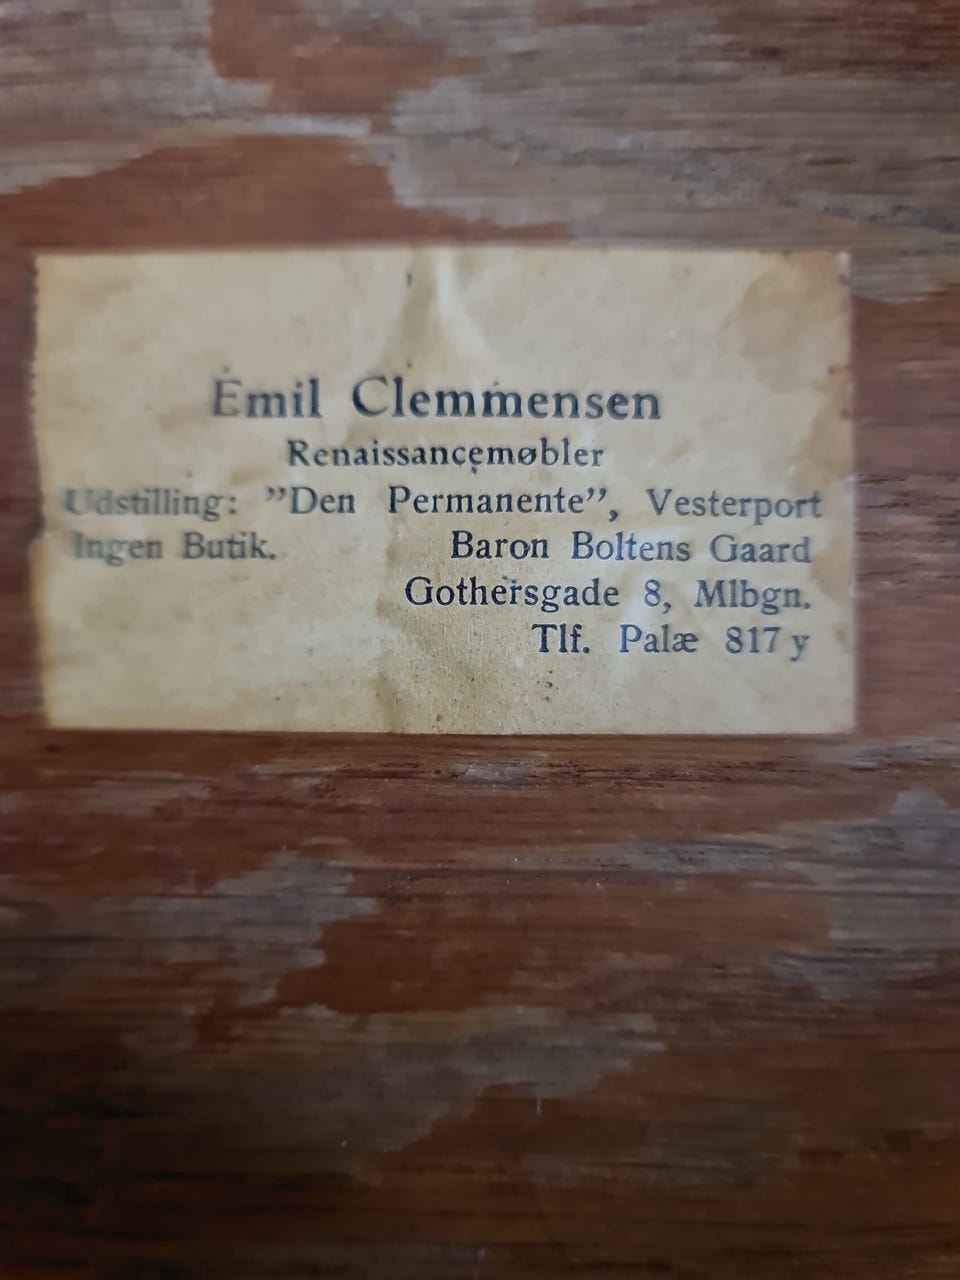 Emil Clemmensen
Renaissancemøbler
Udstilling: ”Den Permanente”, Vesterport
Ingen Butik. Baron Boltens Gaard
Gothersgade 8, Mlbgn.
Tlf. Palæ 817 y